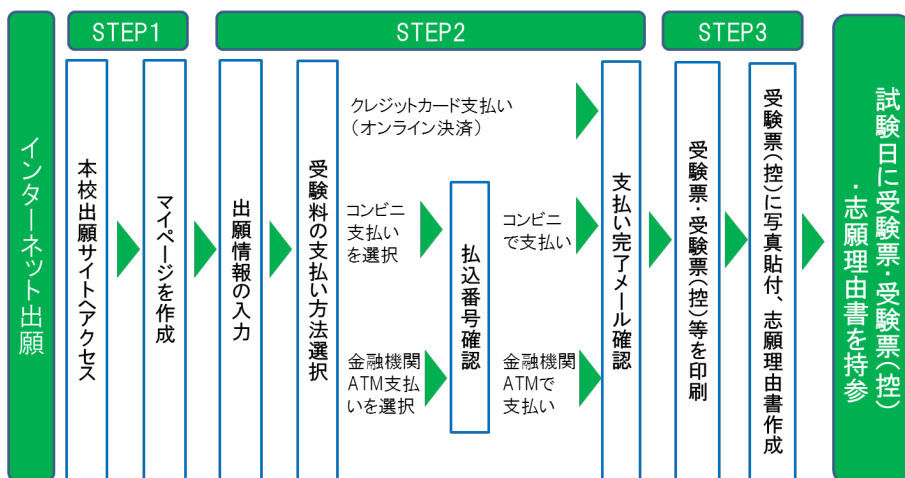 インターネット出願
STEP1
本校出願サイトへアクセス
マイページを作成
STEP2
出願情報の入力
受験料の支払い方法選択
クレジットカード支払い
（オンライン決済）
コンビニ
支払い
を選択
金融機関
ATM支払
いを選択
払込番号確認
コンビニ
で支払い
金融機関
ATMで
支払い
支払い完了メール確認
STEP3
受験票・受験票(控)等を印刷
受験票(控)に写真貼付、志願理由書作成
試験日に受験票・受験票(控)
・志願理由書を持参